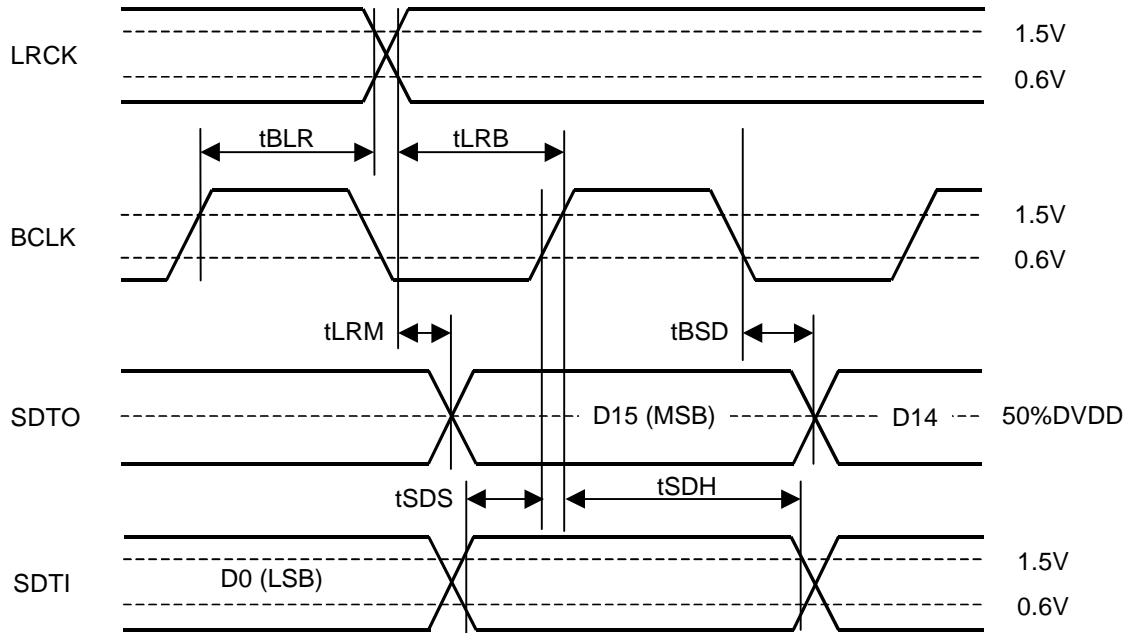 LRCK
1.5V
0.6V
tBLR
tLRB
BCLK
1.5V
0.6V
tLRM
tBSD
SDTO
D15 (MSB)
D14
50%DVDD
tSDS
tSDH
SDTI
D0 (LSB)
1.5V
0.6V